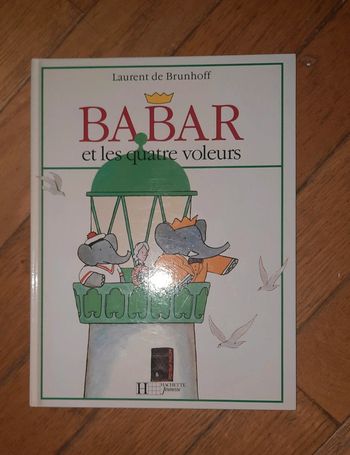 Laurent de Brunhoff
BABAR
et les quatre voleurs
H HACHETTE
Jeunesse